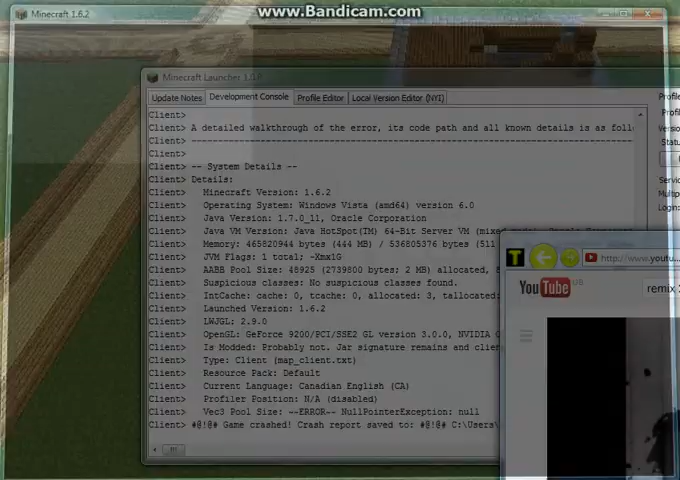 www.Bandicam.com
Minecraft 1.6.2
Minecraft Launcher
Update Notes Development Console Profile Editor Local Version Editor (NYI)
Client>
Client> A detailed walkthrough of the error, its code path and all known details is as
Client> ------------------------------------------------------------
Client>
Client> -- System Details --
Client> Details:
Client> Minecraft Version: 1.6.2
Client> Operating System: Windows Vista (amd64) version 6.0
Client> Java Version: 1.7.0_11, Oracle Corporation
Client> Java VM Version: Java HotSpot(TM) 64-Bit Server VM
Client> Memory: 465820944 bytes (444 MB) / 536805376 bytes (511
Client> JVM Flags: 1 total; -Xmx1G
Client> AABB Pool Size: 48925 (2739800 bytes; 2 MB) allocated,
Client> Suspicious classes: No suspicious classes found.
Client> IntCache: cache: 0, tcache: 0, allocated: 3, tallocated:
Client> Launched Version: 1.6.2
Client> LWJGL: 2.9.0
Client> OpenGL: GeForce 9200/PCI/SSE2 GL version 3.0.0, NVIDIA
Client> Is Modded: Probably not. Jar signature remains and
Client> Type: Client (map_client.txt)
Client> Resource Pack: Default
Client> Current Language: Canadian English (CA)
Client> Profiler Position: N/A (disabled)
Client> Vec3 Pool Size: ~~ERROR~~ NullPointerException: null
Client> #@!@# Game crashed! Crash report saved to: #@!@# C:\Users\
http://www.youtu
YouTube
remix